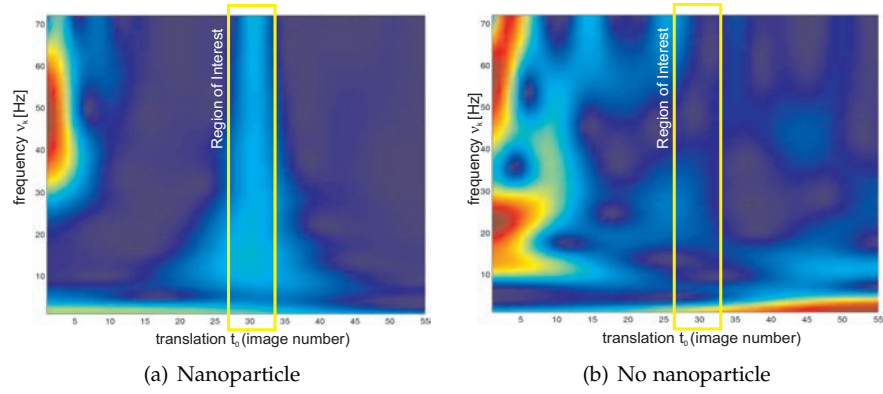 70
60
50
40
30
20
10
frequency ν_k [Hz]
Region of Interest
5 10 15 20 25 30 35 40 45 50 55
translation t_0 (image number)
(a) Nanoparticle
70
60
50
40
30
20
10
frequency ν_k [Hz]
Region of Interest
5 10 15 20 25 30 35 40 45 50 55
translation t_0 (image number)
(b) No nanoparticle